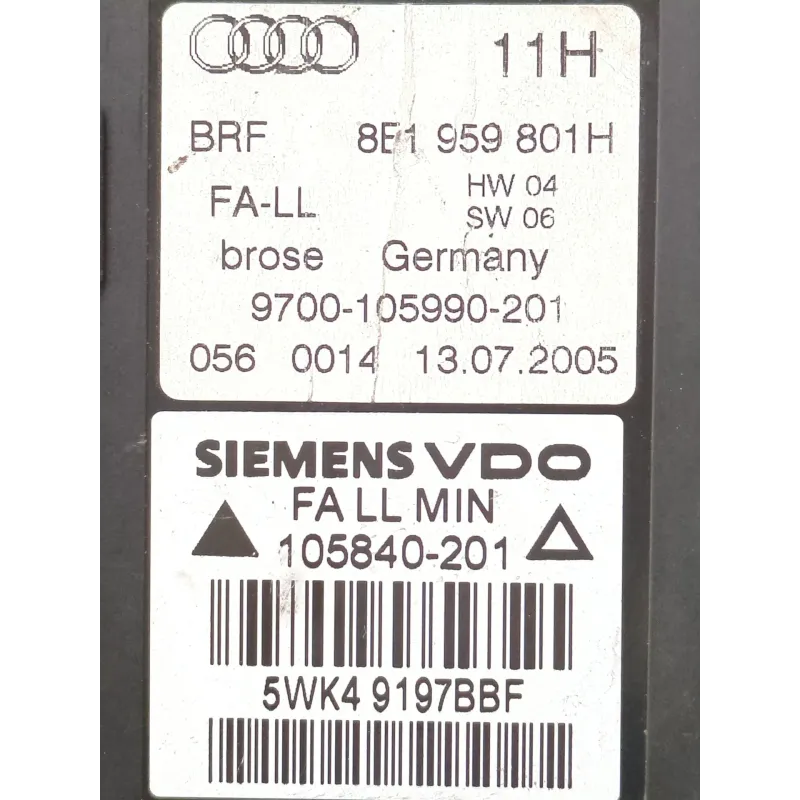 11H
BRF 8E1 959 801H
FA-LL HW 04
SW 06
brose Germany
9700-105990-201
056 0014 13.07.2005
SIEMENS VDO
FA LL MIN
105840-201
5WK4 9197BBF